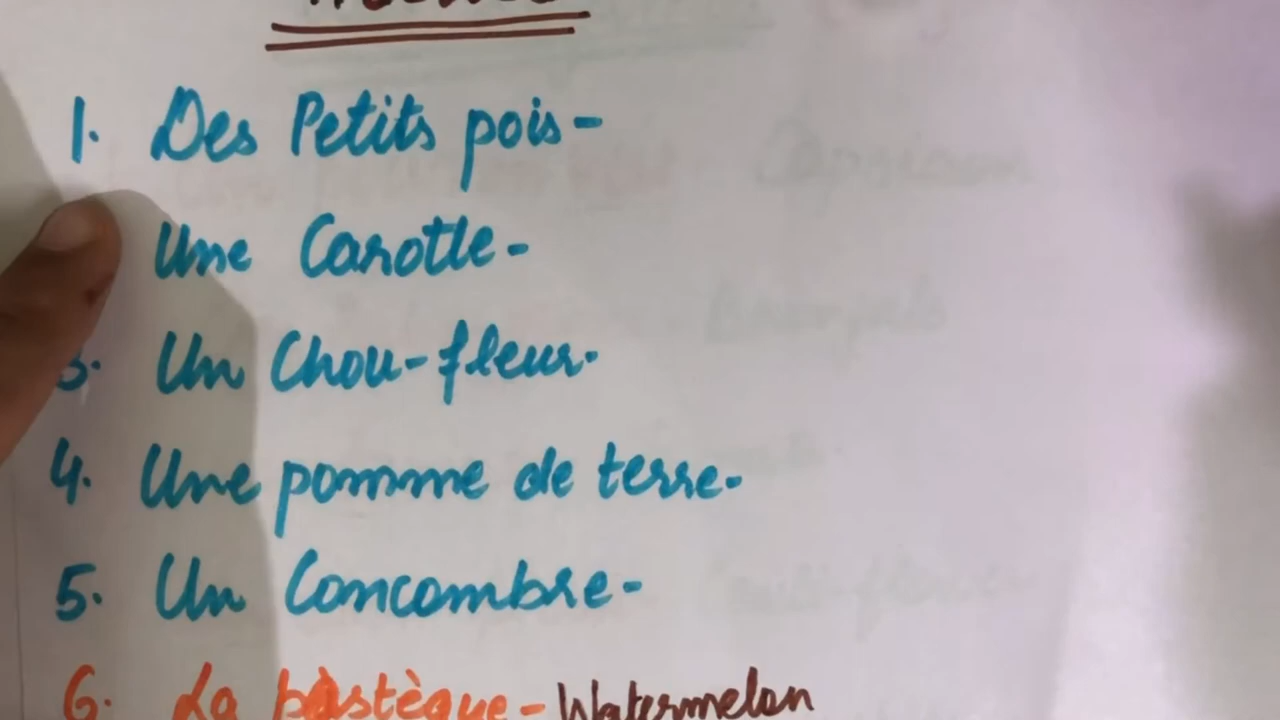 1. Des Petits pois-
Une Carotte-
3. Un Chou-fleur-
4. Une pomme de terre-
5. Un Concombre-
6. La pastèque - Watermelon